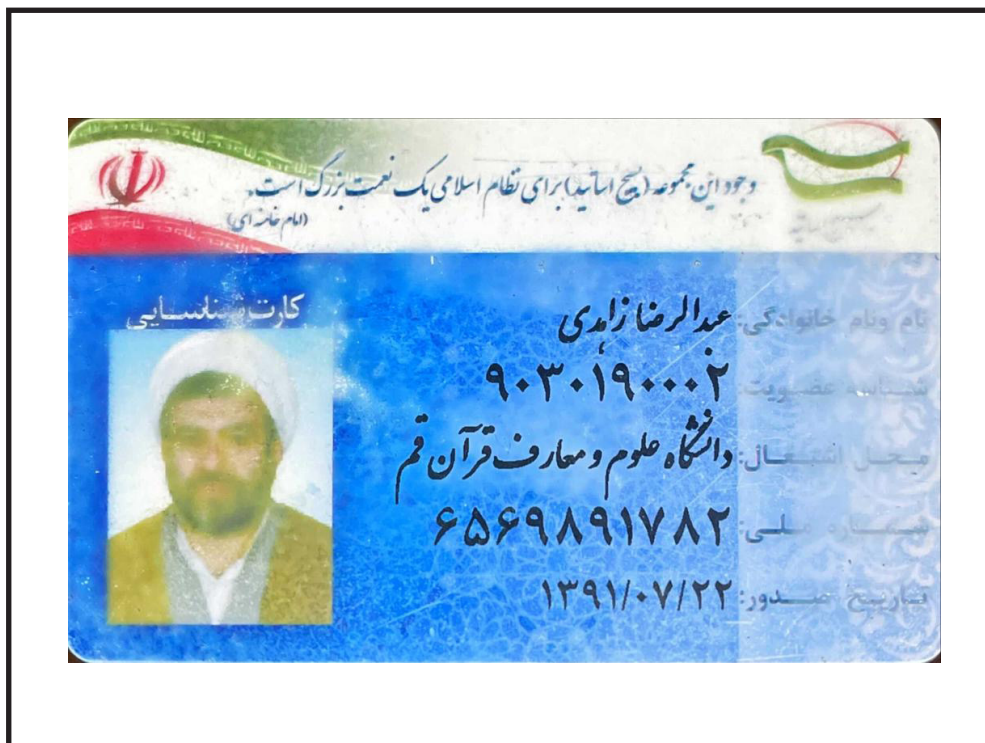 وجود این مجموعه (بسیج اساتید) برای نظام اسلامی یک نعمت بزرگ است.
(امام خامنه ای)
کارت شناسایی
نام ونام خانوادگی: عبدالرضا زاهدی
شناسه عضویت: ۹۰۳۰۱۹۰۰۰۲
محل اشتغال: دانشگاه علوم و معارف قرآن قم
شماره ملی: ۶۵۶۹۸۹۱۷۸۲
تاریخ صدور: ۱۳۹۱/۰۷/۲۲